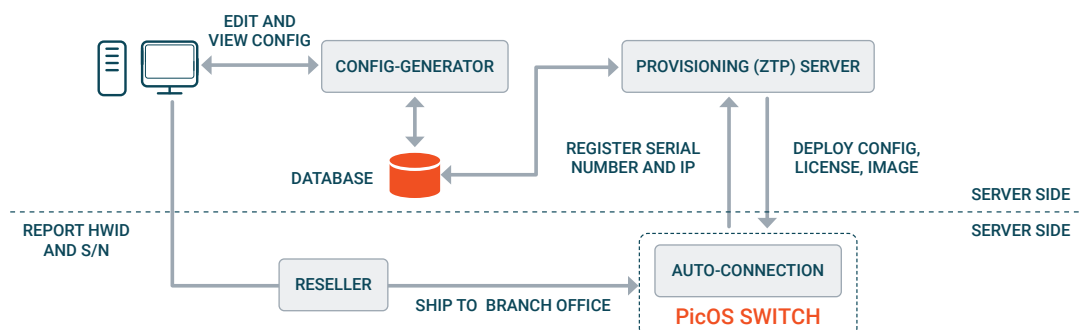 EDIT AND
VIEW CONFIG
CONFIG-GENERATOR
PROVISIONING (ZTP) SERVER
DATABASE
REGISTER SERIAL
NUMBER AND IP
DEPLOY CONFIG,
LICENSE, IMAGE
SERVER SIDE
REPORT HWID
AND S/N
SERVER SIDE
RESELLER
SHIP TO BRANCH OFFICE
AUTO-CONNECTION
PicOS SWITCH